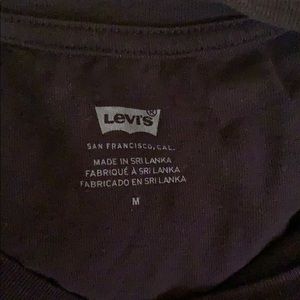 Levi's®
SAN FRANCISCO, CAL.
MADE IN SRI LANKA
FABRIQUÉ À SRI LANKA
FABRICADO EN SRI LANKA
M